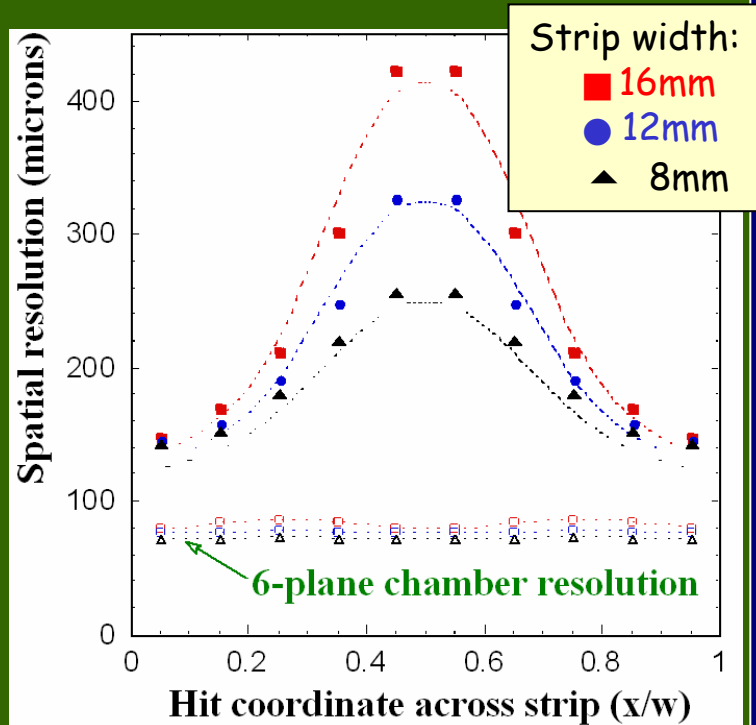 Strip width:
16mm
12mm
8mm
Spatial resolution (microns)
400
300
200
100
0
6-plane chamber resolution
0
0.2
0.4
0.6
0.8
1
Hit coordinate across strip (x/w)